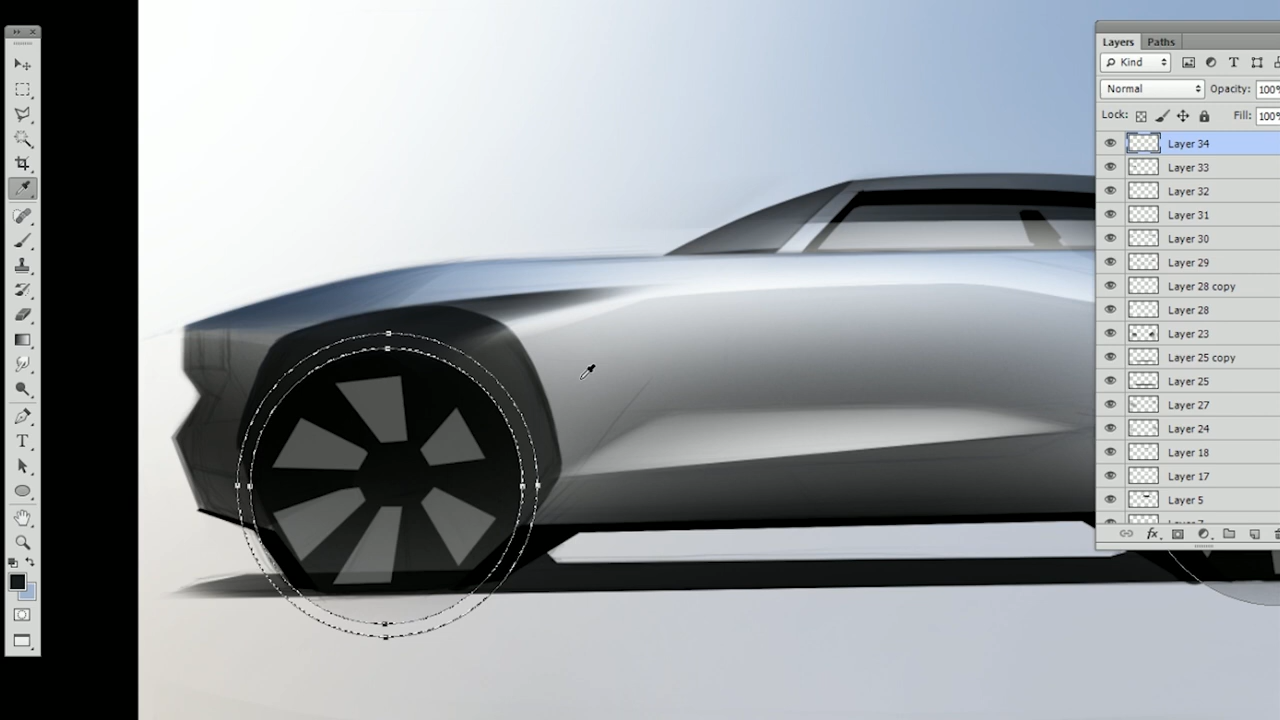 Layers Paths
Kind
Normal Opacity: 100%
Lock: Fill: 100%
Layer 34
Layer 33
Layer 32
Layer 31
Layer 30
Layer 29
Layer 28 copy
Layer 28
Layer 23
Layer 25 copy
Layer 25
Layer 27
Layer 24
Layer 18
Layer 17
Layer 5